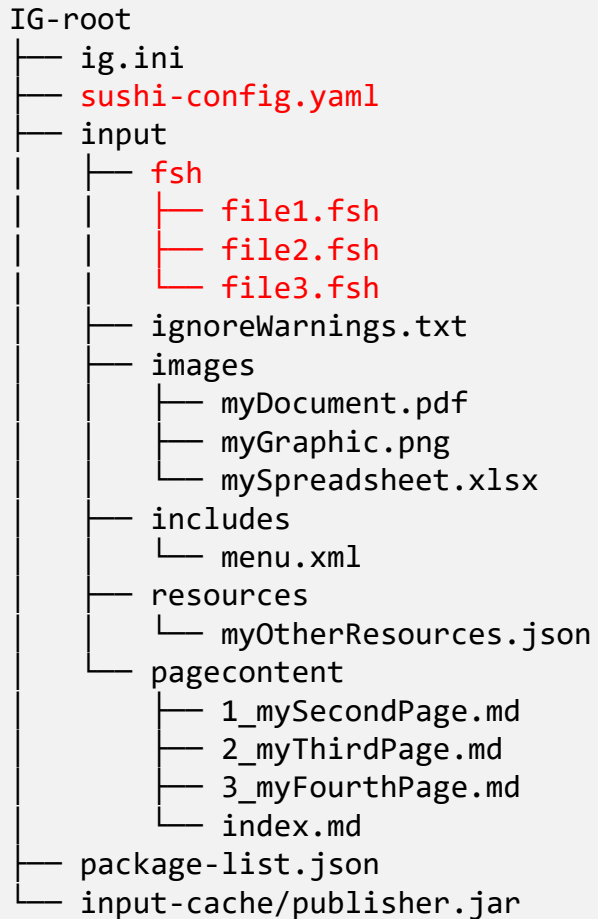 IG-root
├── ig.ini
├── sushi-config.yaml
├── input
│   ├── fsh
│   │   ├── file1.fsh
│   │   ├── file2.fsh
│   │   └── file3.fsh
│   ├── ignoreWarnings.txt
│   ├── images
│   │   ├── myDocument.pdf
│   │   ├── myGraphic.png
│   │   └── mySpreadsheet.xlsx
│   ├── includes
│   │   └── menu.xml
│   ├── resources
│   │   └── myOtherResources.json
│   └── pagecontent
│       ├── 1_mySecondPage.md
│       ├── 2_myThirdPage.md
│       ├── 3_myFourthPage.md
│       └── index.md
├── package-list.json
└── input-cache/publisher.jar